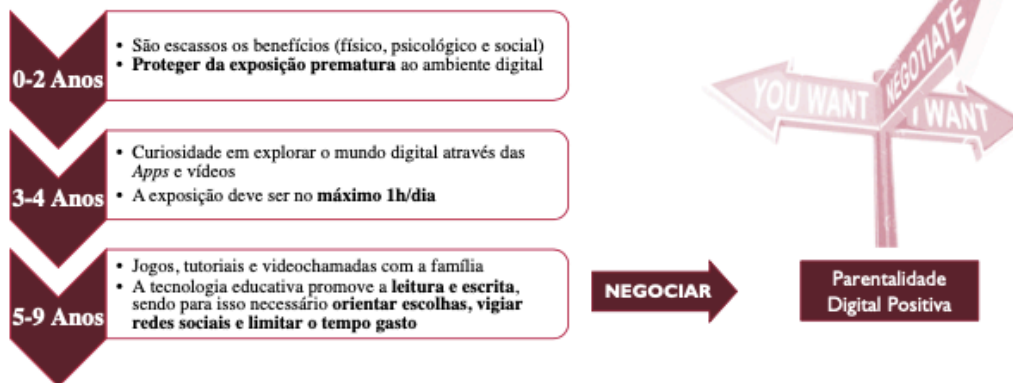 0-2 Anos
• São escassos os benefícios (físico, psicológico e social)
• Proteger da exposição prematura ao ambiente digital
3-4 Anos
• Curiosidade em explorar o mundo digital através das
Apps e vídeos
• A exposição deve ser no máximo 1h/dia
5-9 Anos
• Jogos, tutoriais e videochamadas com a família
• A tecnologia educativa promove a leitura e escrita,
sendo para isso necessário orientar escolhas, vigiar
redes sociais e limitar o tempo gasto
YOU WANT
NEGOTIATE
I WANT
NEGOCIAR
Parentalidade
Digital Positiva